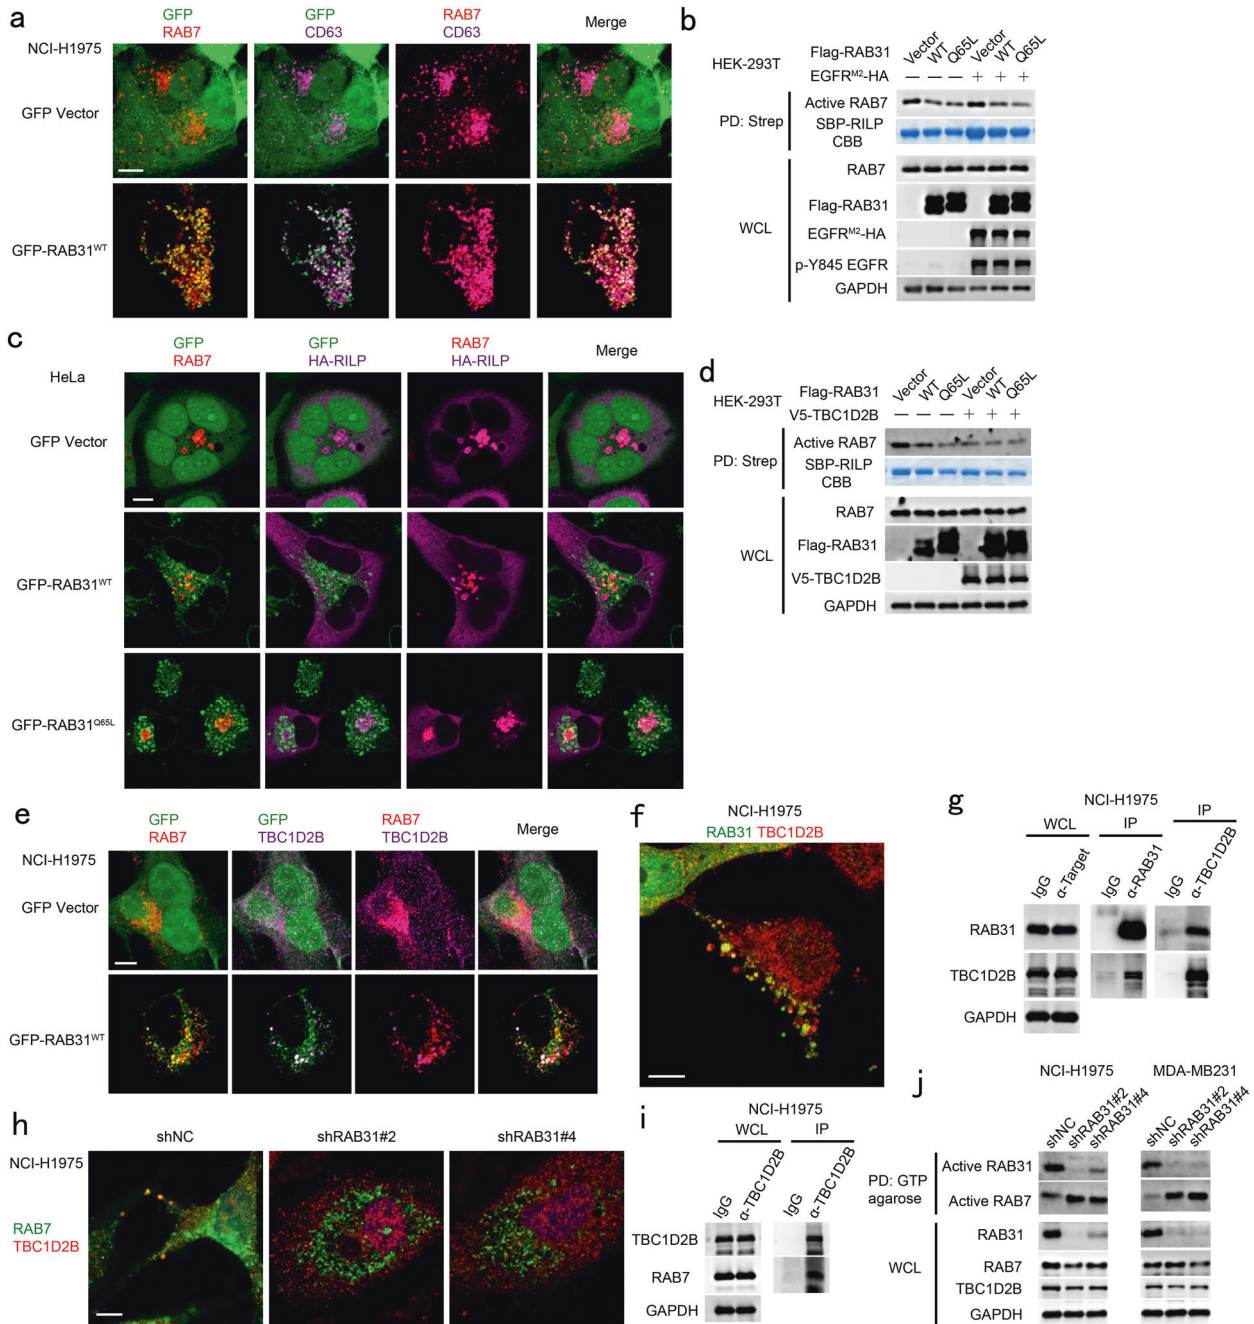 a
GFP GFP RAB7 Merge
RAB7 CD63 CD63
NCI-H1975
GFP Vector
GFP-RAB31WT
b
HEK-293T
Flag-RAB31 Vector WT Q65L Vector WT Q65L
EGFRM2-HA — — — + + +
PD: Strep
Active RAB7
SBP-RILP
CBB
WCL
RAB7
Flag-RAB31
EGFRM2-HA
p-Y845 EGFR
GAPDH
c
GFP GFP RAB7 Merge
RAB7 HA-RILP HA-RILP
HeLa
GFP Vector
GFP-RAB31WT
GFP-RAB31Q65L
d
HEK-293T
Flag-RAB31 Vector WT Q65L Vector WT Q65L
V5-TBC1D2B — — — + + +
PD: Strep
Active RAB7
SBP-RILP
CBB
WCL
RAB7
Flag-RAB31
V5-TBC1D2B
GAPDH
e
GFP GFP RAB7 Merge
RAB7 TBC1D2B TBC1D2B
NCI-H1975
GFP Vector
GFP-RAB31WT
f
NCI-H1975
RAB31 TBC1D2B
g
NCI-H1975
WCL IP IP
IgG α-Target IgG α-RAB31 IgG α-TBC1D2B
RAB31
TBC1D2B
GAPDH
h
shNC shRAB31#2 shRAB31#4
NCI-H1975
RAB7
TBC1D2B
i
NCI-H1975
WCL IP
IgG α-TBC1D2B IgG α-TBC1D2B
TBC1D2B
RAB7
GAPDH
j
NCI-H1975 MDA-MB231
shNC shRAB31#2 shRAB31#4 shNC shRAB31#2 shRAB31#4
PD: GTP
agarose
Active RAB31
Active RAB7
WCL
RAB31
RAB7
TBC1D2B
GAPDH